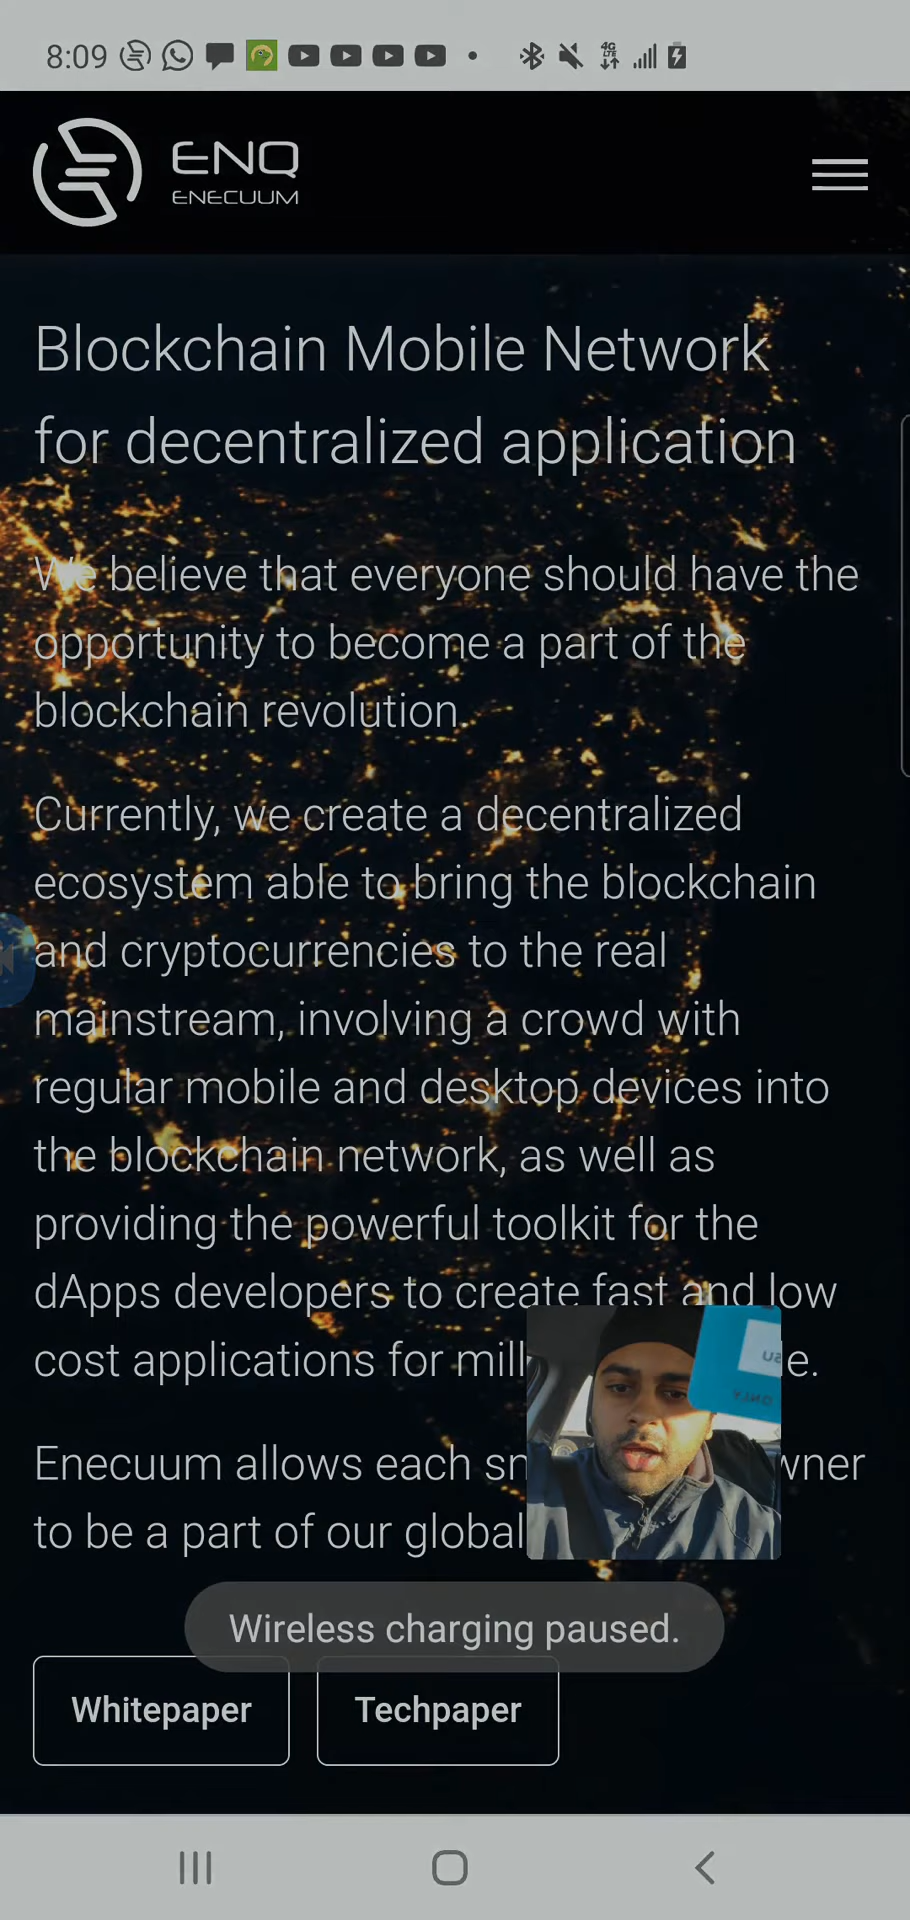 8:09
4G
LTE
ENQ
ENECUUM
Blockchain Mobile Network
for decentralized application
We believe that everyone should have the
opportunity to become a part of the
blockchain revolution.
Currently, we create a decentralized
ecosystem able to bring the blockchain
and cryptocurrencies to the real
mainstream, involving a crowd with
regular mobile and desktop devices into
the blockchain network, as well as
providing the powerful toolkit for the
dApps developers to create fast and low
cost applications for
Enecuum allows each
to be a part of our global
ONLY
Wireless charging paused.
Whitepaper
Techpaper